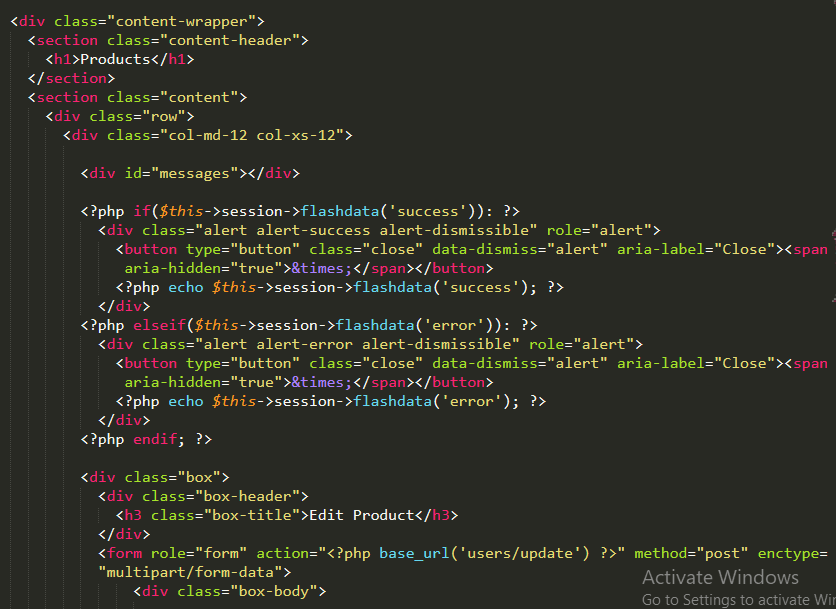 <div class="content-wrapper">
<section class="content-header">
<h1>Products</h1>
</section>
<section class="content">
<div class="row">
<div class="col-md-12 col-xs-12">
<div id="messages"></div>
<?php if($this->session->flashdata('success')): ?>
<div class="alert alert-success alert-dismissible" role="alert">
<button type="button" class="close" data-dismiss="alert" aria-label="Close"><span
aria-hidden="true">&times;</span></button>
<?php echo $this->session->flashdata('success'); ?>
</div>
<?php elseif($this->session->flashdata('error')): ?>
<div class="alert alert-error alert-dismissible" role="alert">
<button type="button" class="close" data-dismiss="alert" aria-label="Close"><span
aria-hidden="true">&times;</span></button>
<?php echo $this->session->flashdata('error'); ?>
</div>
<?php endif; ?>
<div class="box">
<div class="box-header">
<h3 class="box-title">Edit Product</h3>
</div>
<form role="form" action="<?php base_url('users/update') ?>" method="post" enctype=
"multipart/form-data">
<div class="box-body">
Activate Windows
Go to Settings to activate Win